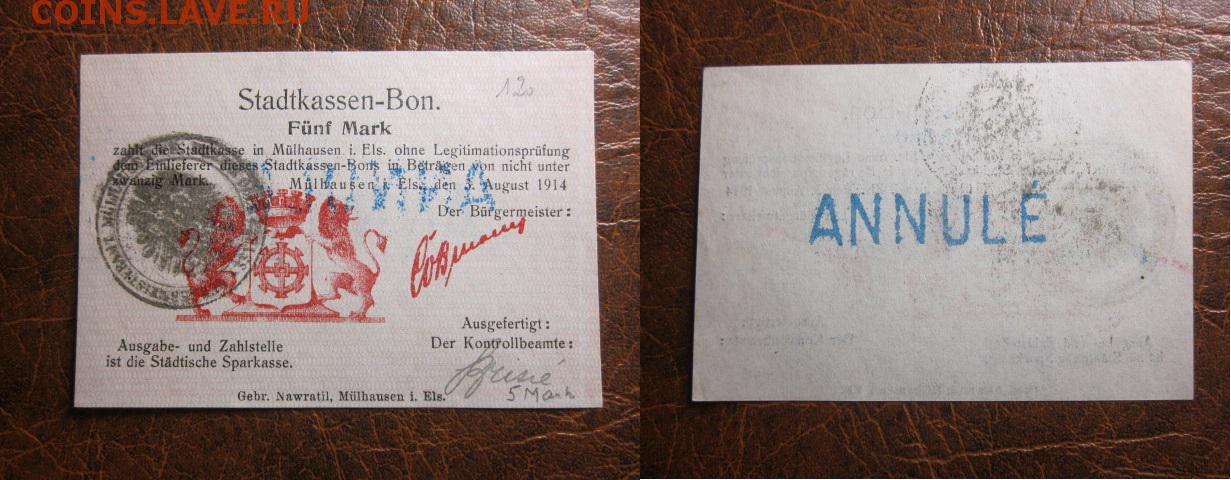 COINS.LAVE.RU
12
Stadtkassen-Bon.
Fünf Mark
zahlt die Stadtkasse in Mülhausen i. Els. ohne Legitimationsprüfung
dem Einlieferer dieses Stadtkassen-Bons in Beträgen von nicht unter
zwanzig Mark. Mülhausen i. Els., den 5. August 1914
Der Bürgermeister:
Ausgefertigt:
Der Kontrollbeamte:
Ausgabe- und Zahlstelle
ist die Städtische Sparkasse.
5 Mark
Gebr. Nawratil, Mülhausen i. Els.
ANNULÉ